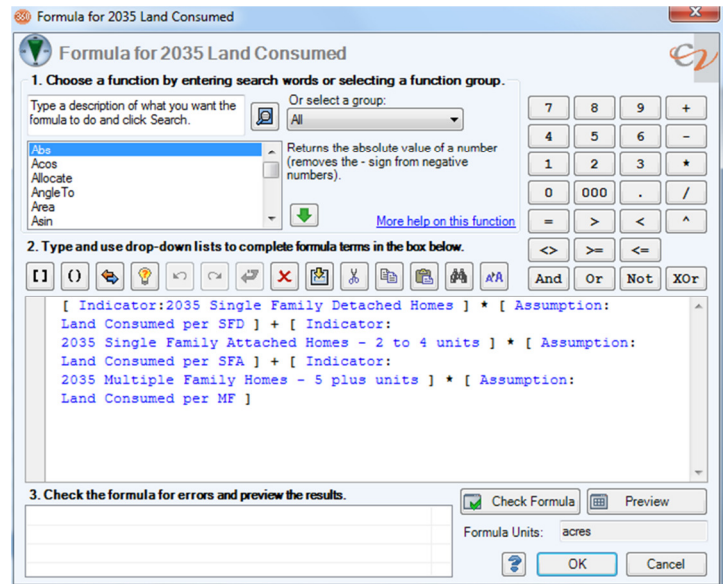 Formula for 2035 Land Consumed
Formula for 2035 Land Consumed
1. Choose a function by entering search words or selecting a function group.
Type a description of what you want the
formula to do and click Search.
Or select a group:
All
Abs
Acos
Allocate
AngleTo
Area
Asin
Returns the absolute value of a number
(removes the - sign from negative
numbers).
More help on this function
7 8 9 +
4 5 6 -
1 2 3 *
0 000 . /
= > < ^
<> >= <=
And Or Not XOr
2. Type and use drop-down lists to complete formula terms in the box below.
[] () A²A
[ Indicator:2035 Single Family Detached Homes ] * [ Assumption:
Land Consumed per SFD ] + [ Indicator:
2035 Single Family Attached Homes - 2 to 4 units ] * [ Assumption:
Land Consumed per SFA ] + [ Indicator:
2035 Multiple Family Homes - 5 plus units ] * [ Assumption:
Land Consumed per MF ]
3. Check the formula for errors and preview the results.
Check Formula Preview
Formula Units: acres
? OK Cancel